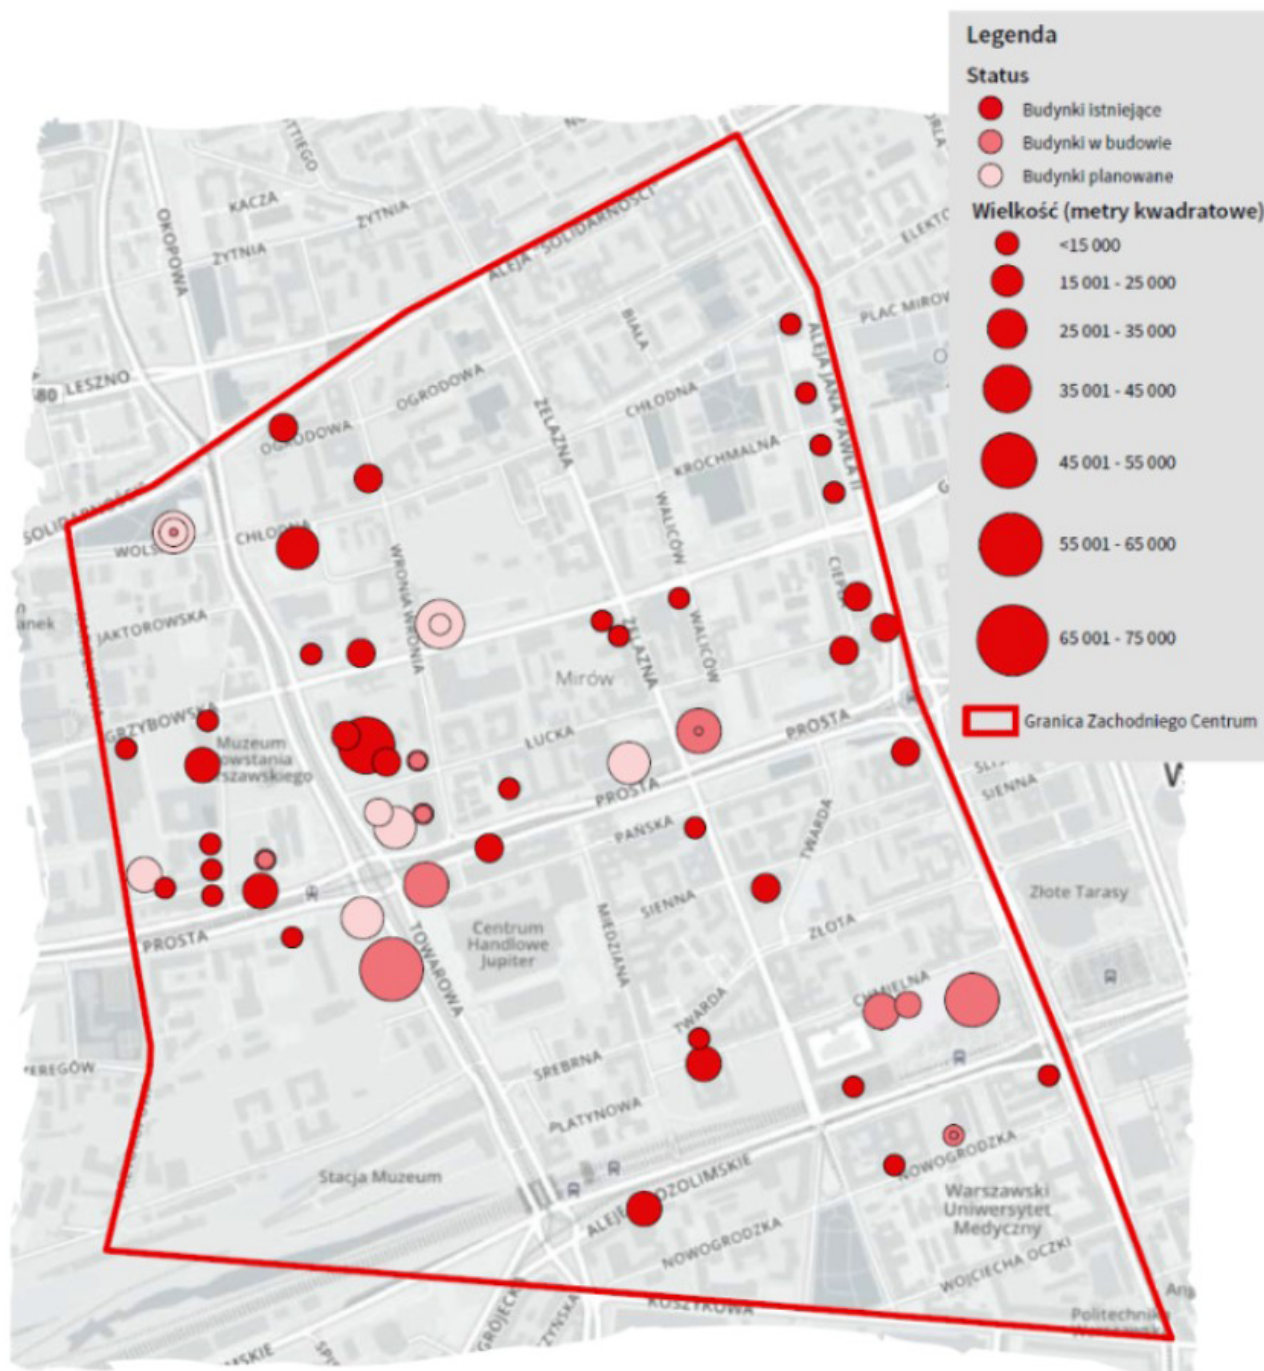 Legenda
Status
Budynki istniejące
Budynki w budowie
Budynki planowane
Wielkość (metry kwadratowe)
<15 000
15 001 - 25 000
25 001 - 35 000
35 001 - 45 000
45 001 - 55 000
55 001 - 65 000
65 001 - 75 000
Granica Zachodniego Centrum
KACZA
ŻYTNIA
ŻYTNIA
OKOPOWA
ALEJA "SOLIDARNOŚCI"
ELEKTO
PLAC MIROW
BIAŁA
80
LESZNO
OGRODOWA
OGRODOWA
CHŁODNA
ŻELAZNA
ALEJA JANA PAWŁA II
KROCHMALNA
WALICÓW
CHŁODNA
WRONIA
WRONIA
JAKTOROWSKA
ŻELAZNA
WALICÓW
Mirów
GRZYBOWSKA
Muzeum
ŁUCKA
PROSTA
PROSTA
PAŃSKA
TWARDA
SIENNA
Złote Tarasy
SIENNA
ZŁOTA
PROSTA
TOWAROWA
Centrum
Handlowe
Jupiter
MIEDZIANA
TWARDA
SREBRNA
PLATYNOWA
NOWOGRODZKA
Stacja Muzeum
Warszawski
Uniwersytet
Medyczny
NOWOGRODZKA
WOJCIECHA OCZKI
KOSZYKOWA